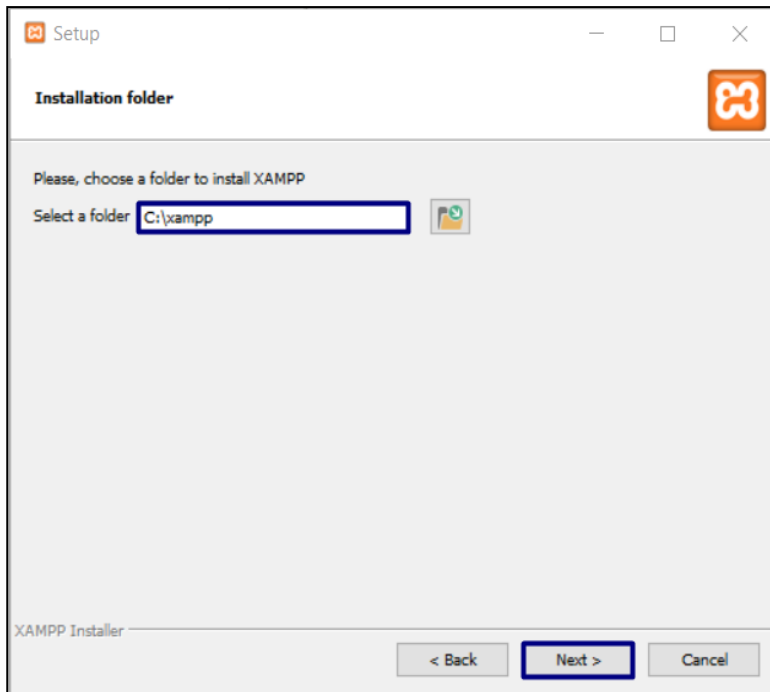 Setup
Installation folder
Please, choose a folder to install XAMPP
Select a folder C:\xampp
XAMPP Installer
< Back Next > Cancel